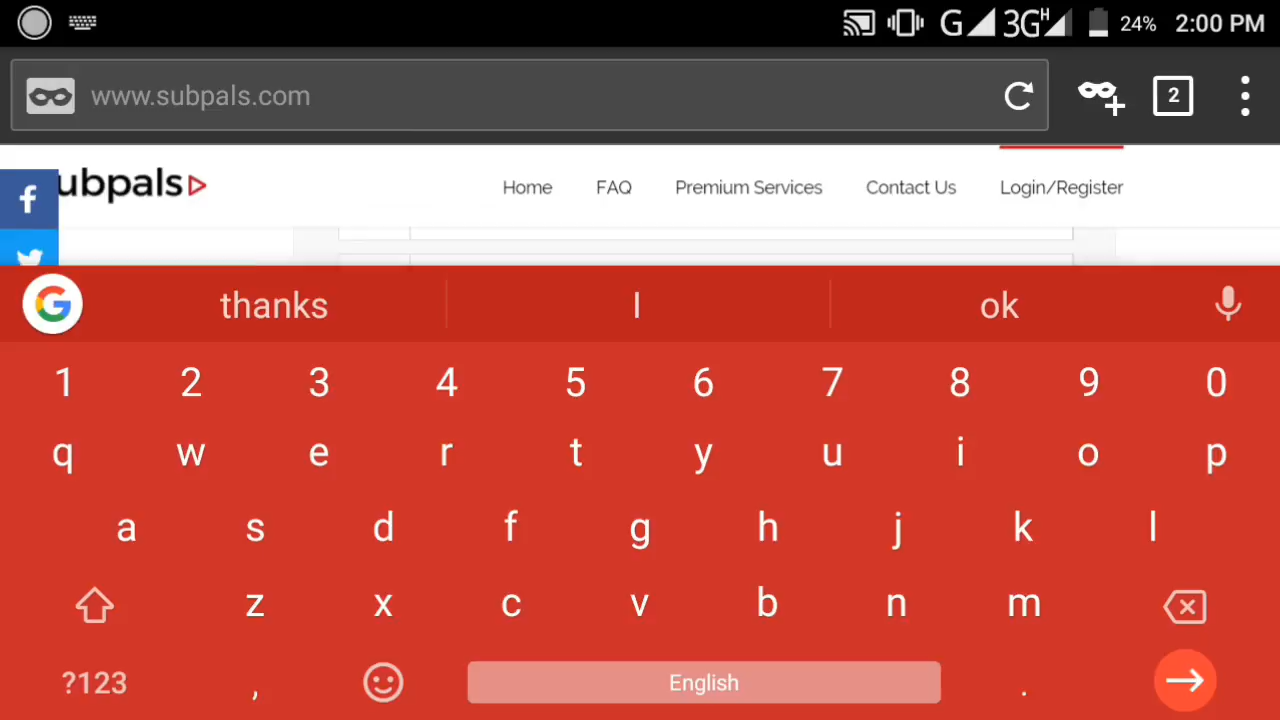 G 3G H 24% 2:00 PM
www.subpals.com 2
f ubpals Home FAQ Premium Services Contact Us Login/Register
G thanks I ok
1 2 3 4 5 6 7 8 9 0
q w e r t y u i o p
a s d f g h j k l
z x c v b n m
?123 , English .